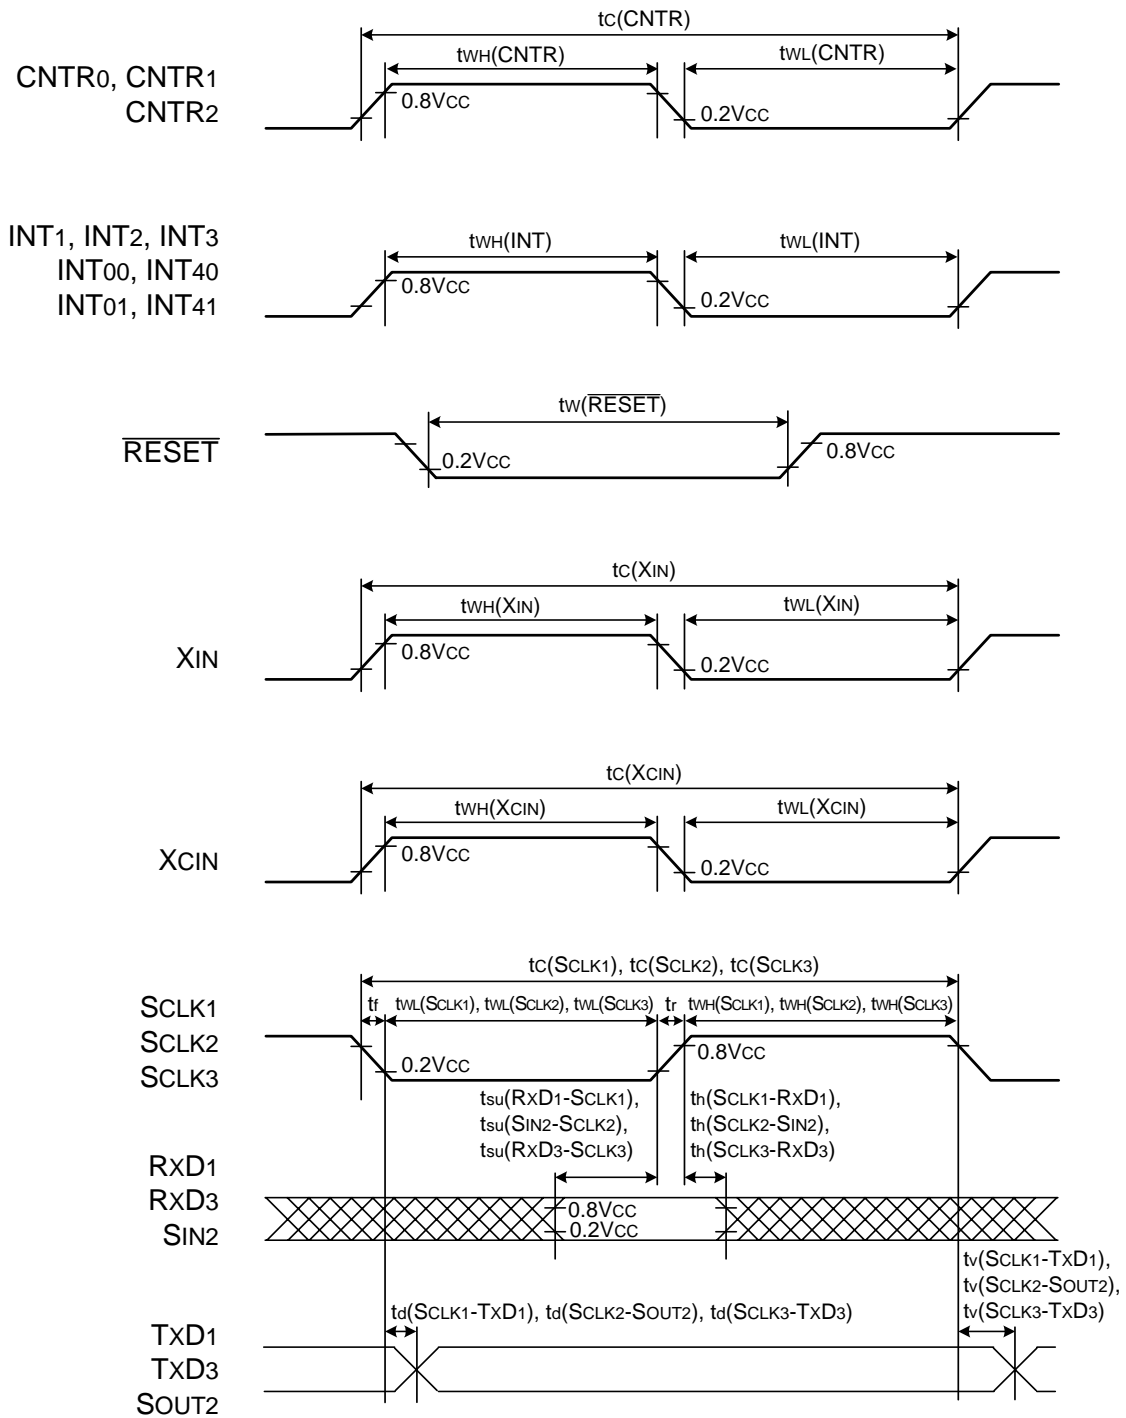 tC(CNTR)
tWH(CNTR)
tWL(CNTR)
CNTR0, CNTR1
CNTR2
0.8VCC
0.2VCC
INT1, INT2, INT3
INT00, INT40
INT01, INT41
tWH(INT)
tWL(INT)
0.8VCC
0.2VCC
tW(RESET)
RESET
0.2VCC
0.8VCC
tC(XIN)
tWH(XIN)
tWL(XIN)
XIN
0.8VCC
0.2VCC
tC(XCIN)
tWH(XCIN)
tWL(XCIN)
XCIN
0.8VCC
0.2VCC
tC(SCLK1), tC(SCLK2), tC(SCLK3)
tf
tWL(SCLK1), tWL(SCLK2), tWL(SCLK3)
tr
tWH(SCLK1), tWH(SCLK2), tWH(SCLK3)
SCLK1
SCLK2
SCLK3
0.2VCC
0.8VCC
tsu(RXD1-SCLK1),
tsu(SIN2-SCLK2),
tsu(RXD3-SCLK3)
th(SCLK1-RXD1),
th(SCLK2-SIN2),
th(SCLK3-RXD3)
RXD1
RXD3
SIN2
0.8VCC
0.2VCC
tv(SCLK1-TXD1),
tv(SCLK2-SOUT2),
tv(SCLK3-TXD3)
td(SCLK1-TXD1), td(SCLK2-SOUT2), td(SCLK3-TXD3)
TXD1
TXD3
SOUT2